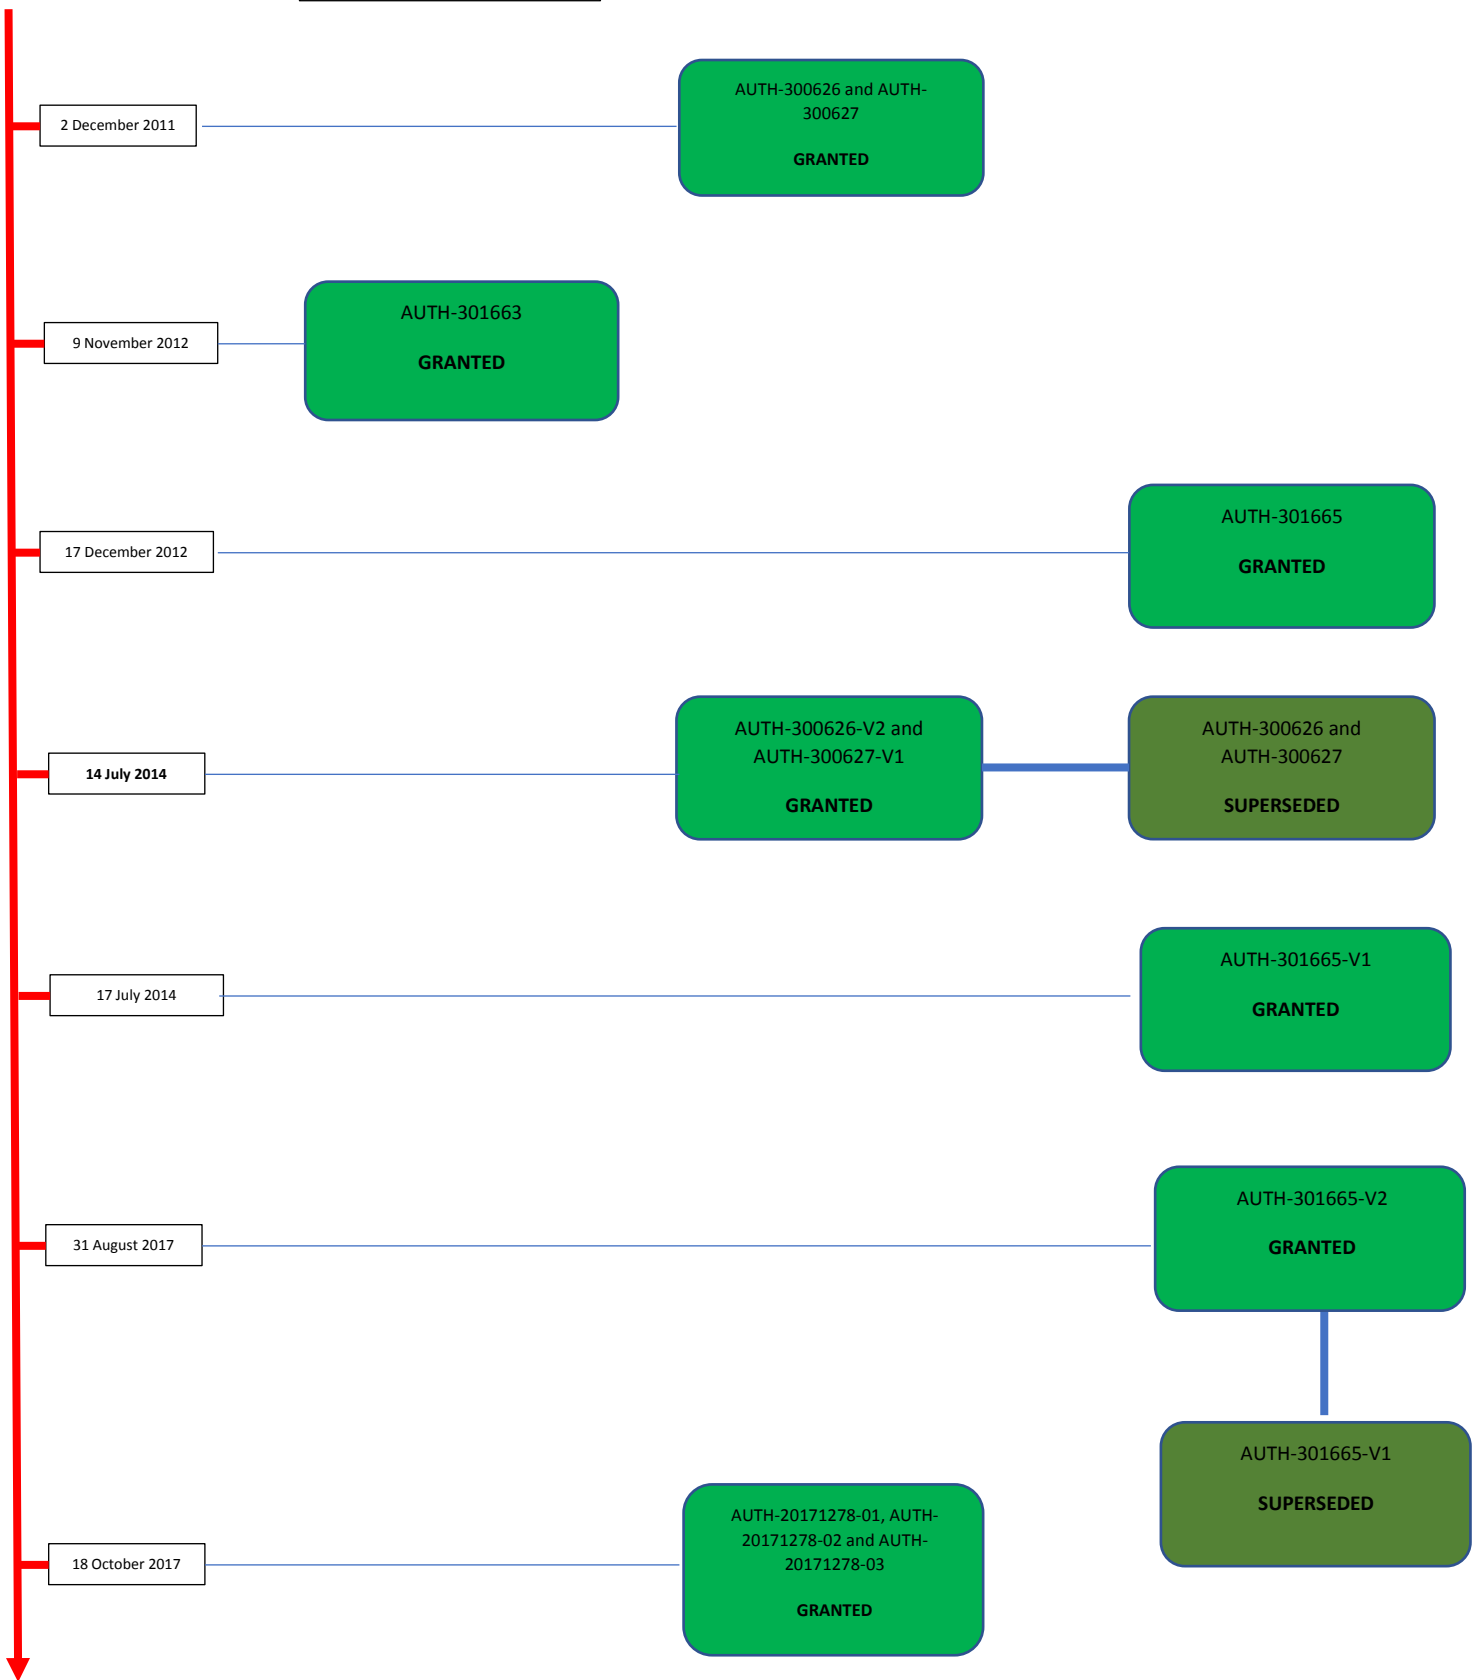 2 December 2011
AUTH-300626 and AUTH-
300627
GRANTED
9 November 2012
AUTH-301663
GRANTED
17 December 2012
AUTH-301665
GRANTED
14 July 2014
AUTH-300626-V2 and
AUTH-300627-V1
GRANTED
AUTH-300626 and
AUTH-300627
SUPERSEDED
17 July 2014
AUTH-301665-V1
GRANTED
31 August 2017
AUTH-301665-V2
GRANTED
AUTH-301665-V1
SUPERSEDED
18 October 2017
AUTH-20171278-01, AUTH-
20171278-02 and AUTH-
20171278-03
GRANTED